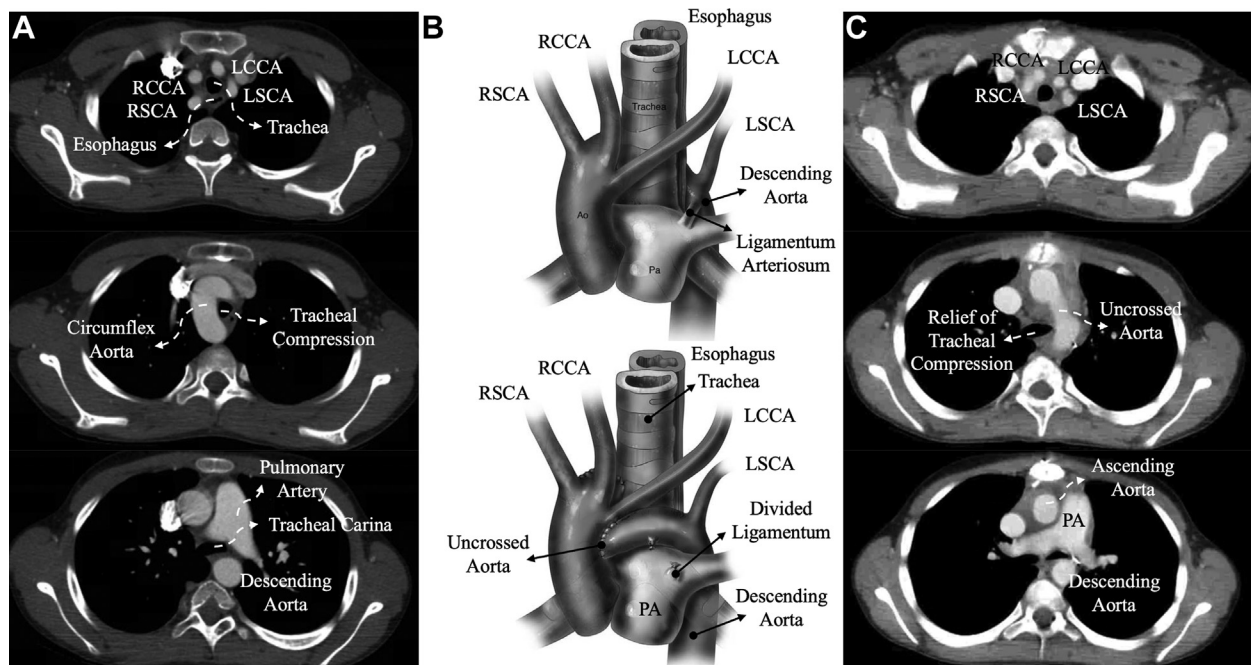 A
RCCA
LCCA
RSCA
LSCA
Trachea
Esophagus
Circumflex
Aorta
Tracheal
Compression
Pulmonary
Artery
Tracheal Carina
Descending
Aorta
B
Esophagus
RCCA
LCCA
RSCA
Trachea
LSCA
Descending
Aorta
Ao
Ligamentum
Arteriosum
Pa
Esophagus
RCCA
Trachea
RSCA
LCCA
LSCA
Divided
Ligamentum
Uncrossed
Aorta
PA
Descending
Aorta
C
RCCA
LCCA
RSCA
LSCA
Relief of
Tracheal
Compression
Uncrossed
Aorta
Ascending
Aorta
PA
Descending
Aorta